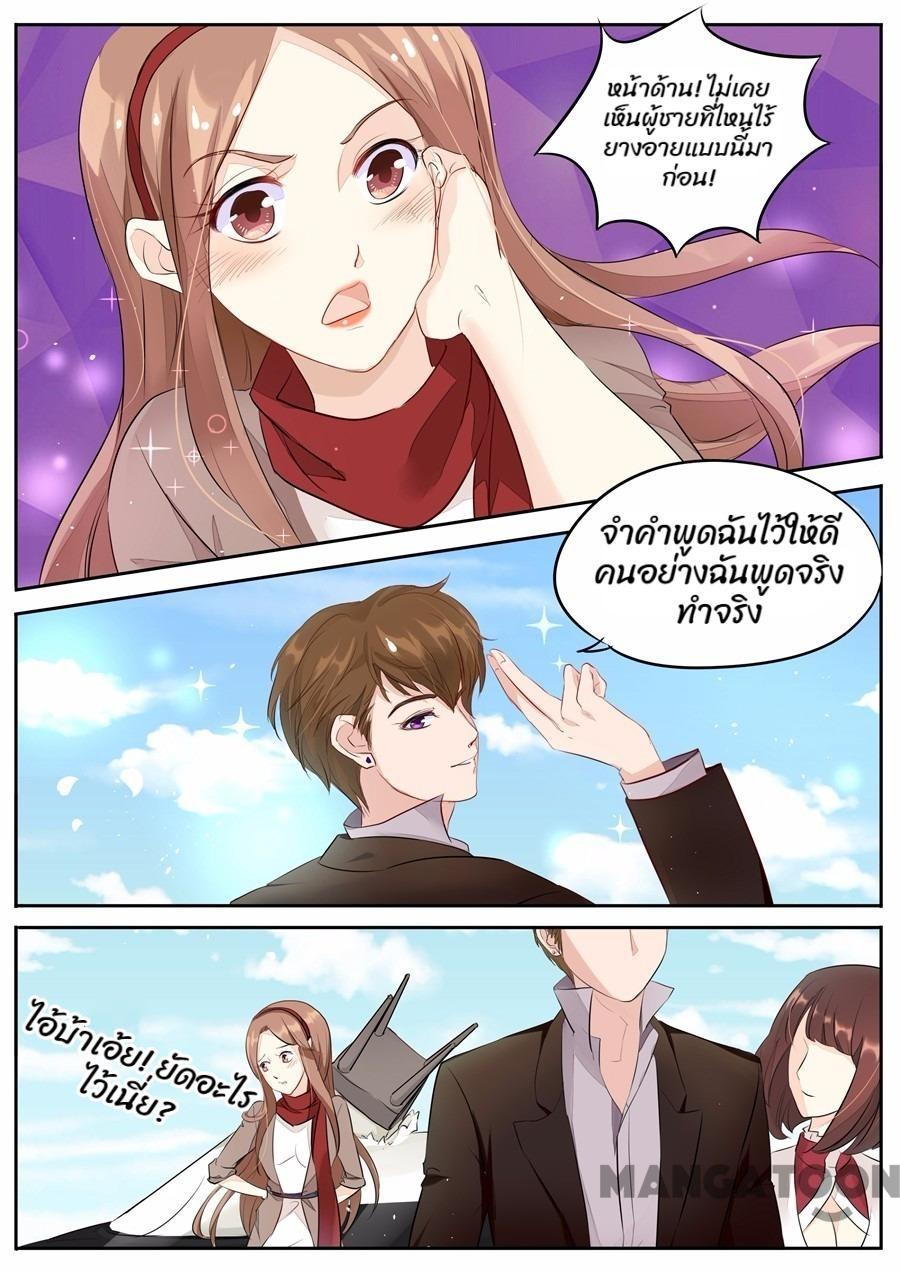 หน้าด้าน! ไม่เคย
เห็นผู้ชายที่ไหนไร้
ยางอายแบบนี้มา
ก่อน!
จำคำพูดฉันไว้ให้ดี
คนอย่างฉันพูดจริง
ทำจริง
ไอ้บ้าเอ้ย! ยัดอะไร
ไว้เนี่ย?
MANGATOON